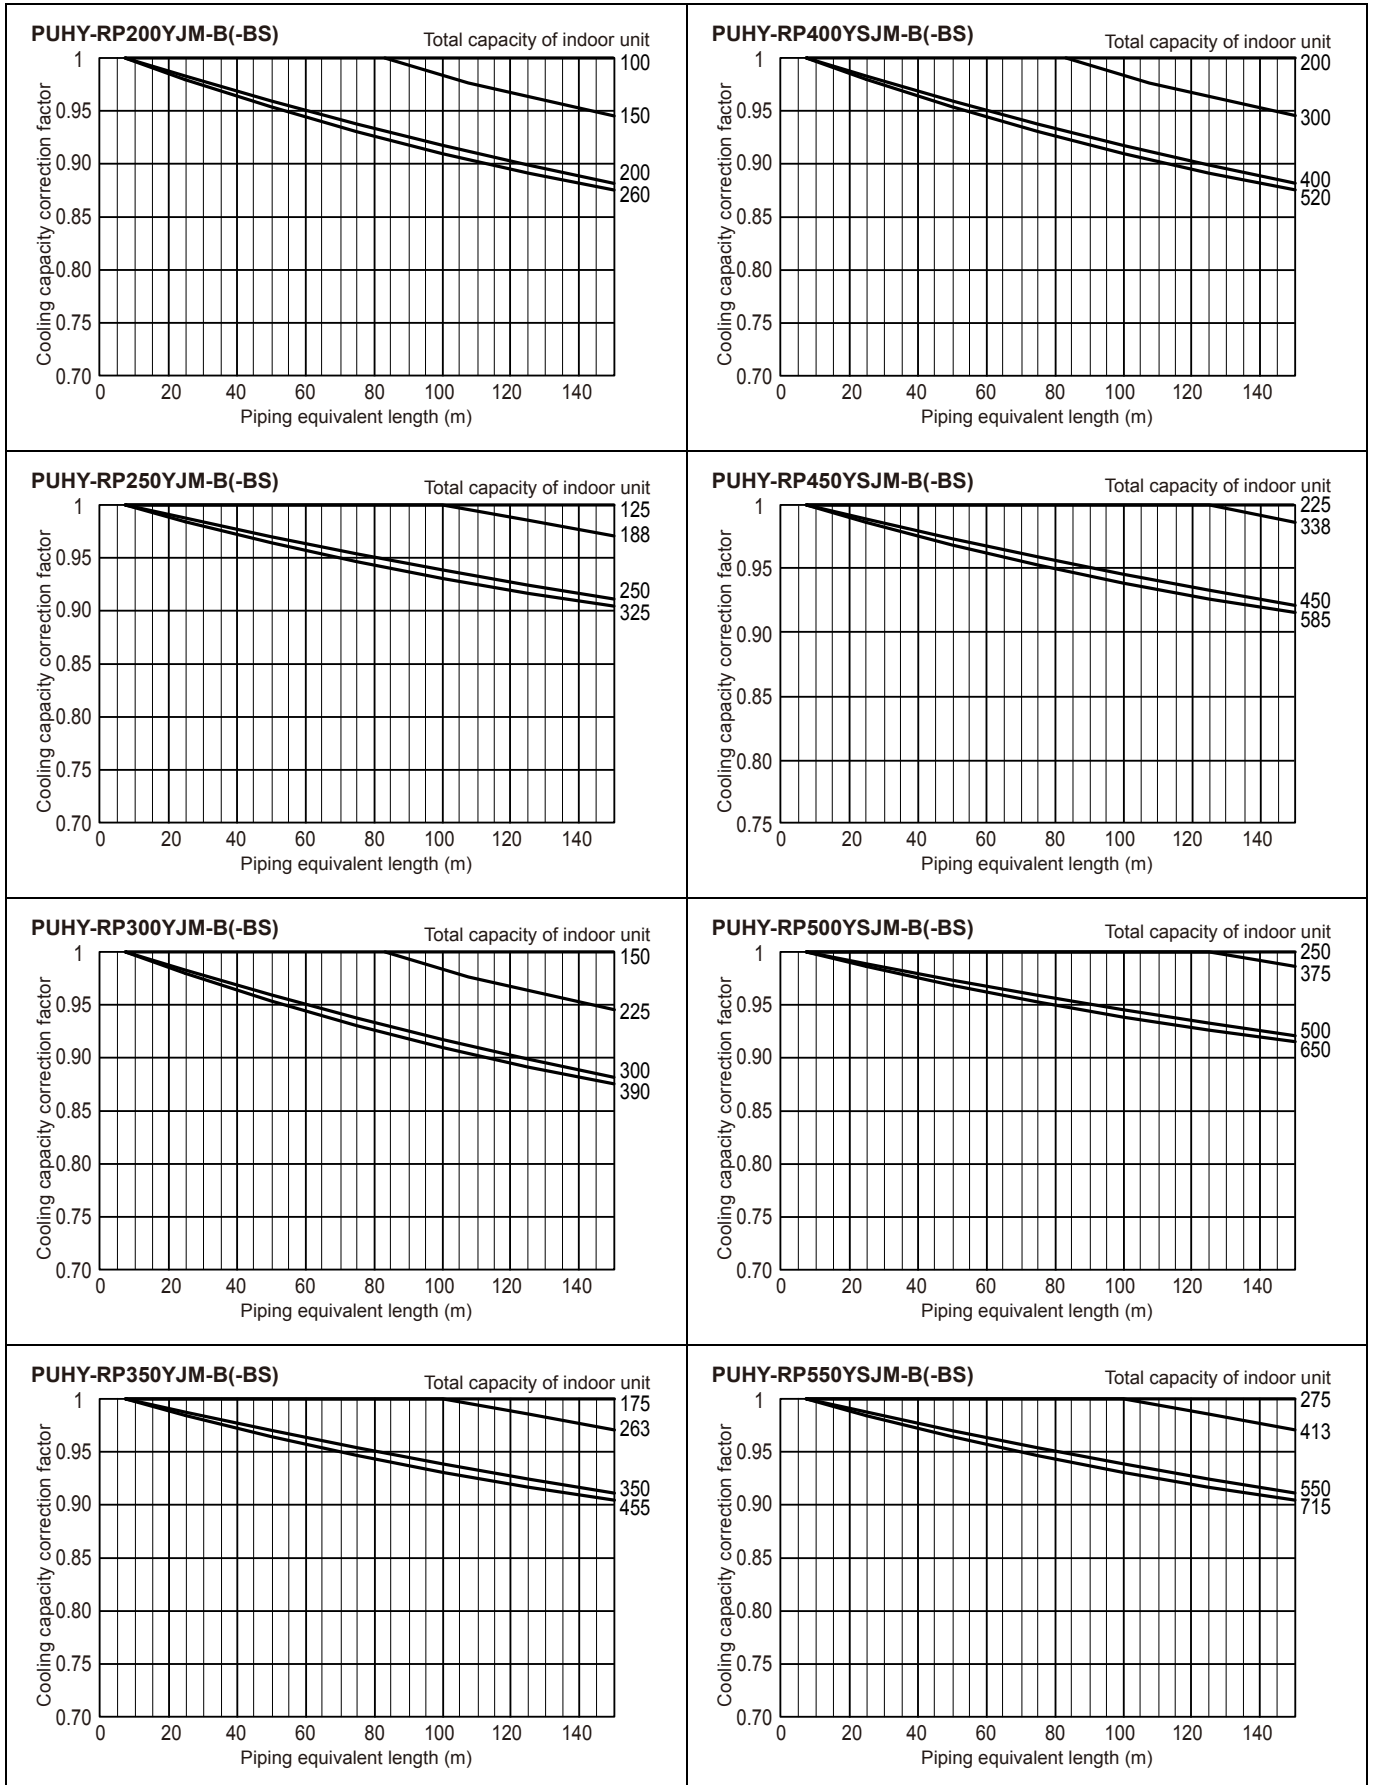 PUHY-RP200YJM-B(-BS)
Total capacity of indoor unit
Cooling capacity correction factor
1
0.95
0.90
0.85
0.80
0.75
0.70
100
150
200
260
0 20 40 60 80 100 120 140
Piping equivalent length (m)
PUHY-RP400YSJM-B(-BS)
Total capacity of indoor unit
Cooling capacity correction factor
1
0.95
0.90
0.85
0.80
0.75
0.70
200
300
400
520
0 20 40 60 80 100 120 140
Piping equivalent length (m)
PUHY-RP250YJM-B(-BS)
Total capacity of indoor unit
Cooling capacity correction factor
1
0.95
0.90
0.85
0.80
0.75
0.70
125
188
250
325
0 20 40 60 80 100 120 140
Piping equivalent length (m)
PUHY-RP450YSJM-B(-BS)
Total capacity of indoor unit
Cooling capacity correction factor
1
0.95
0.90
0.85
0.80
0.75
225
338
450
585
0 20 40 60 80 100 120 140
Piping equivalent length (m)
PUHY-RP300YJM-B(-BS)
Total capacity of indoor unit
Cooling capacity correction factor
1
0.95
0.90
0.85
0.80
0.75
0.70
150
225
300
390
0 20 40 60 80 100 120 140
Piping equivalent length (m)
PUHY-RP500YSJM-B(-BS)
Total capacity of indoor unit
Cooling capacity correction factor
1
0.95
0.90
0.85
0.80
0.75
0.70
250
375
500
650
0 20 40 60 80 100 120 140
Piping equivalent length (m)
PUHY-RP350YJM-B(-BS)
Total capacity of indoor unit
Cooling capacity correction factor
1
0.95
0.90
0.85
0.80
0.75
0.70
175
263
350
455
0 20 40 60 80 100 120 140
Piping equivalent length (m)
PUHY-RP550YSJM-B(-BS)
Total capacity of indoor unit
Cooling capacity correction factor
1
0.95
0.90
0.85
0.80
0.75
0.70
275
413
550
715
0 20 40 60 80 100 120 140
Piping equivalent length (m)